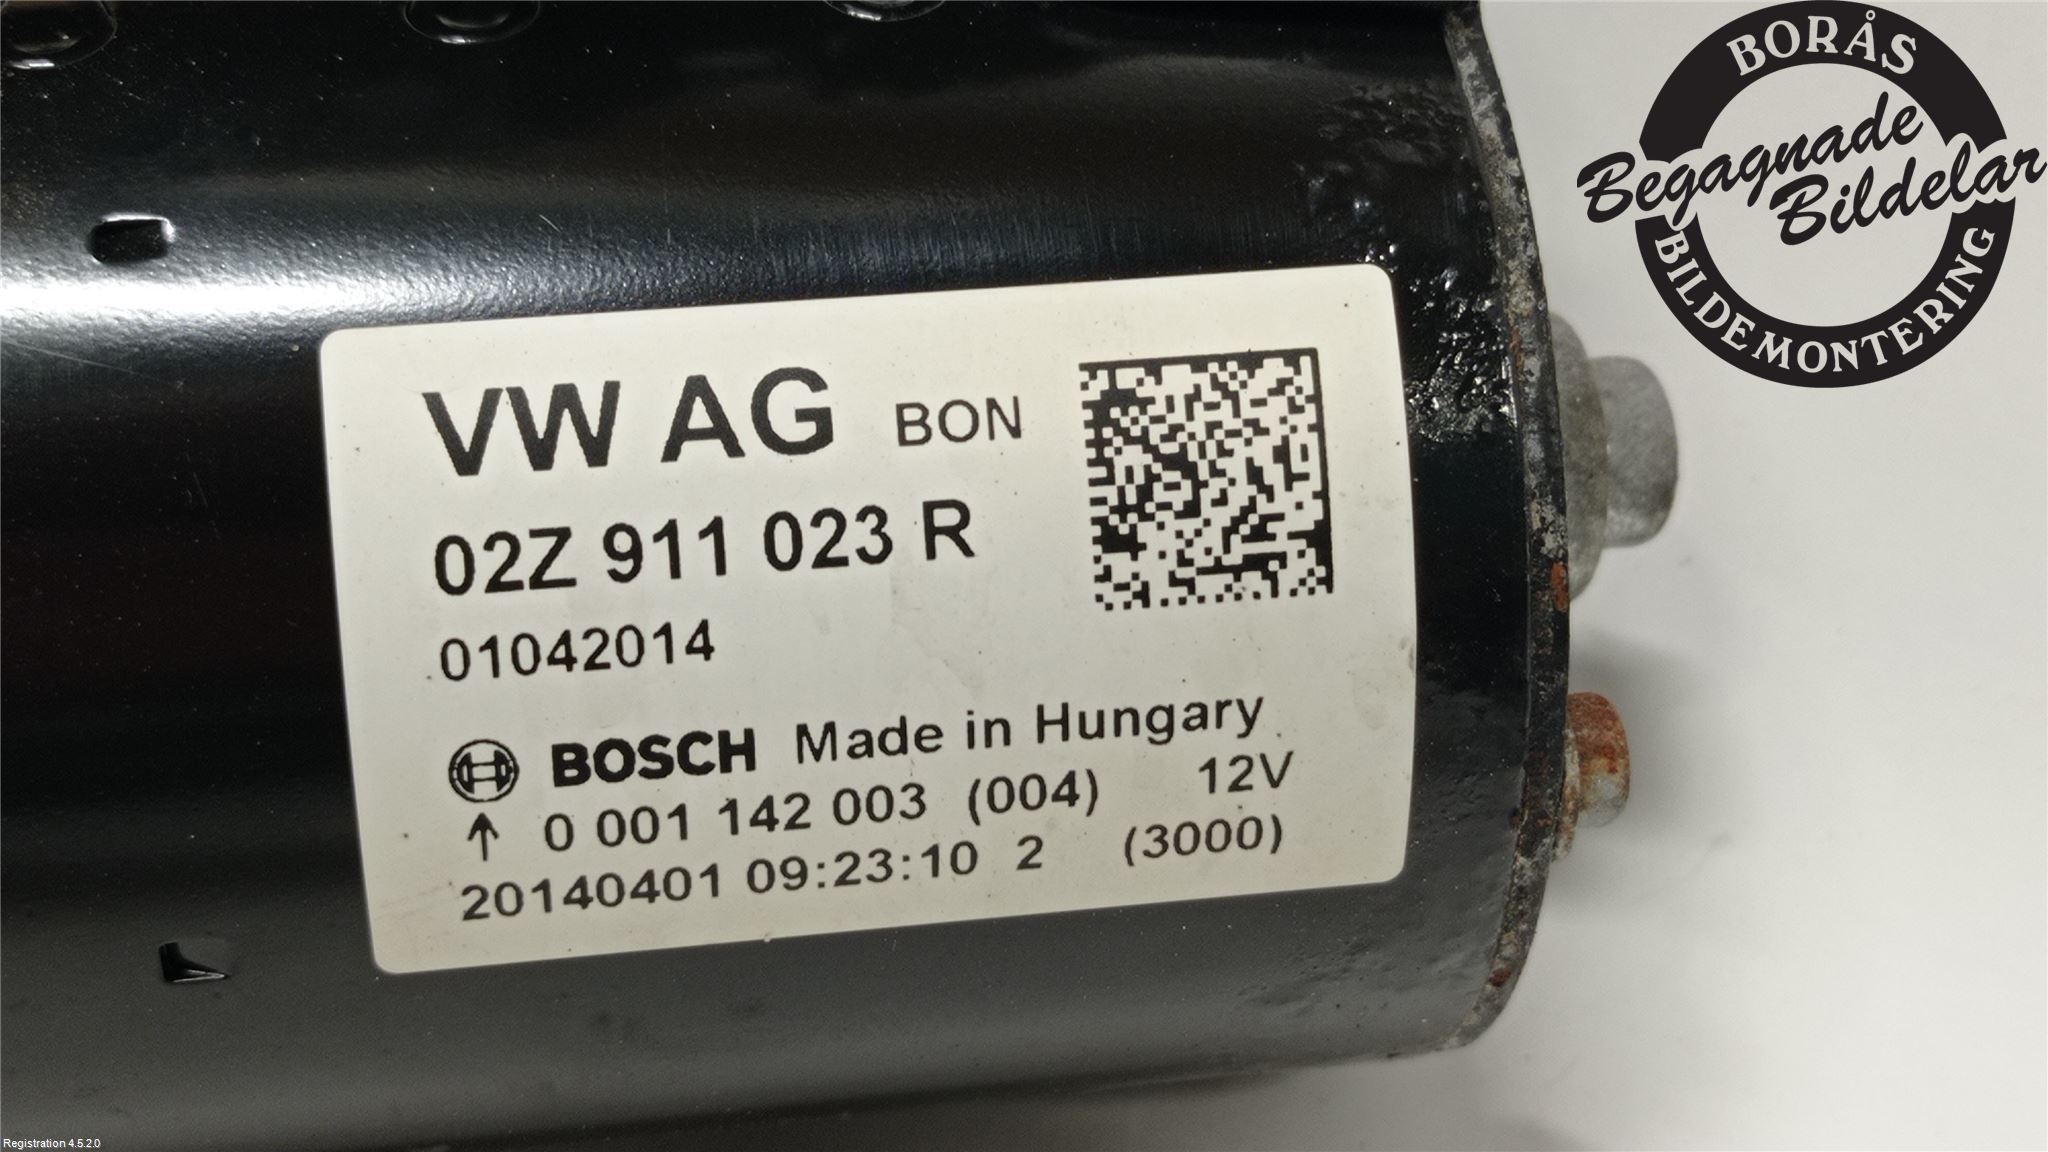 BORÅS
Begagnade
Bildelar
BILDEMONTERING
VW AG BON
02Z 911 023 R
01042014
BOSCH Made in Hungary
↑ 0 001 142 003 (004) 12V
20140401 09:23:10 2 (3000)
Registration 4.5.2.0